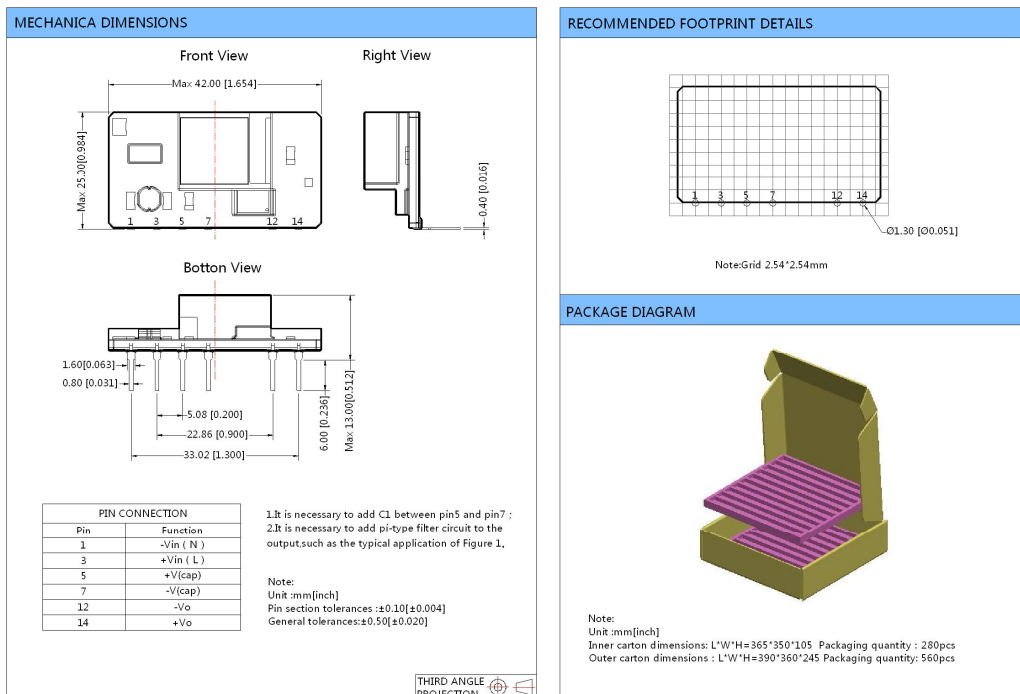 MECHANICA DIMENSIONS
Front View
Right View
Max 42.00 [1.654]
Max 25.00[0.984]
0.40 [0.016]
1 3 5 7 12 14
Botton View
1.60[0.063]
0.80 [0.031]
5.08 [0.200]
22.86 [0.900]
33.02 [1.300]
6.00 [0.236]
Max 13.00[0.512]
PIN CONNECTION
Pin Function
1 -Vin ( N )
3 +Vin ( L )
5 +V(cap)
7 -V(cap)
12 -Vo
14 +Vo
1.It is necessary to add C1 between pin5 and pin7 ;
2.It is necessary to add pi-type filter circuit to the
output,such as the typical application of Figure 1。
Note:
Unit :mm[inch]
Pin section tolerances :±0.10[±0.004]
General tolerances:±0.50[±0.020]
THIRD ANGLE
PROJECTION
RECOMMENDED FOOTPRINT DETAILS
1 3 5 7 12 14
Ø1.30 [Ø0.051]
Note:Grid 2.54*2.54mm
PACKAGE DIAGRAM
Note:
Unit :mm[inch]
Inner carton dimensions: L*W*H=365*350*105 Packaging quantity : 280pcs
Outer carton dimensions : L*W*H=390*360*245 Packaging quantity: 560pcs